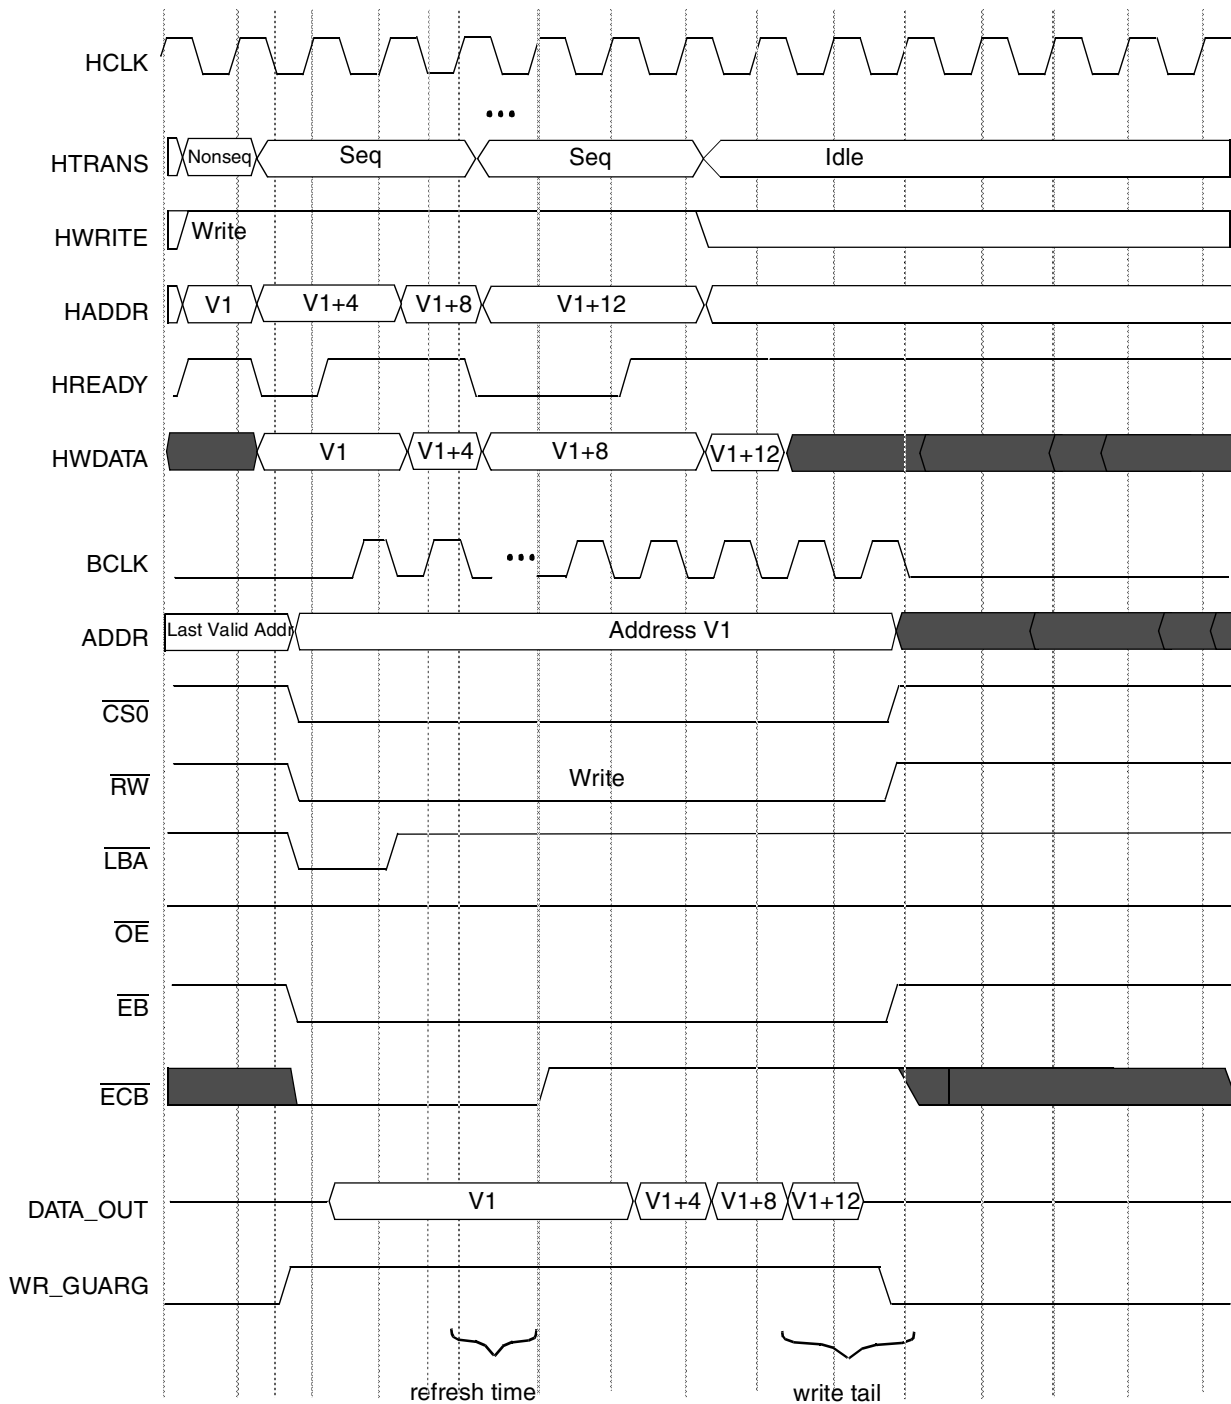 HCLK
•••
HTRANS Nonseq Seq Seq Idle
HWRITE Write
HADDR V1 V1+4 V1+8 V1+12
HREADY
HWDATA V1 V1+4 V1+8 V1+12
BCLK •••
ADDR Last Valid Addr Address V1
CS0
RW Write
LBA
OE
EB
ECB
DATA_OUT V1 V1+4 V1+8 V1+12
WR_GUARG
refresh time write tail